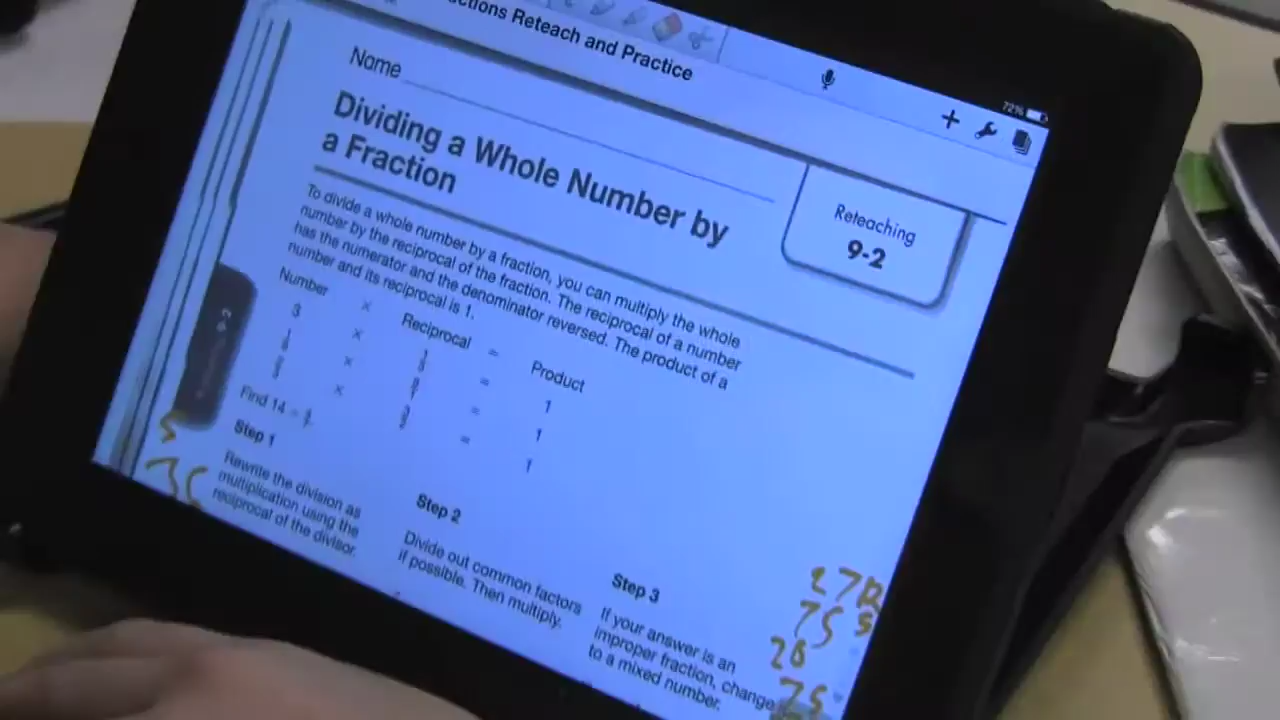 ctions Reteach and Practice
72%
Name
Dividing a Whole Number by
a Fraction
Reteaching
9-2
To divide a whole number by a fraction, you can multiply the whole
number by the reciprocal of the fraction. The reciprocal of a number
has the numerator and the denominator reversed. The product of a
number and its reciprocal is 1.
Number × Reciprocal = Product
3 × = 1
× = 1
× = 1
Find 14 ÷
Step 1
Rewrite the division as
multiplication using the
reciprocal of the divisor.
Step 2
Divide out common factors
if possible. Then multiply.
Step 3
If your answer is an
improper fraction, change
to a mixed number.